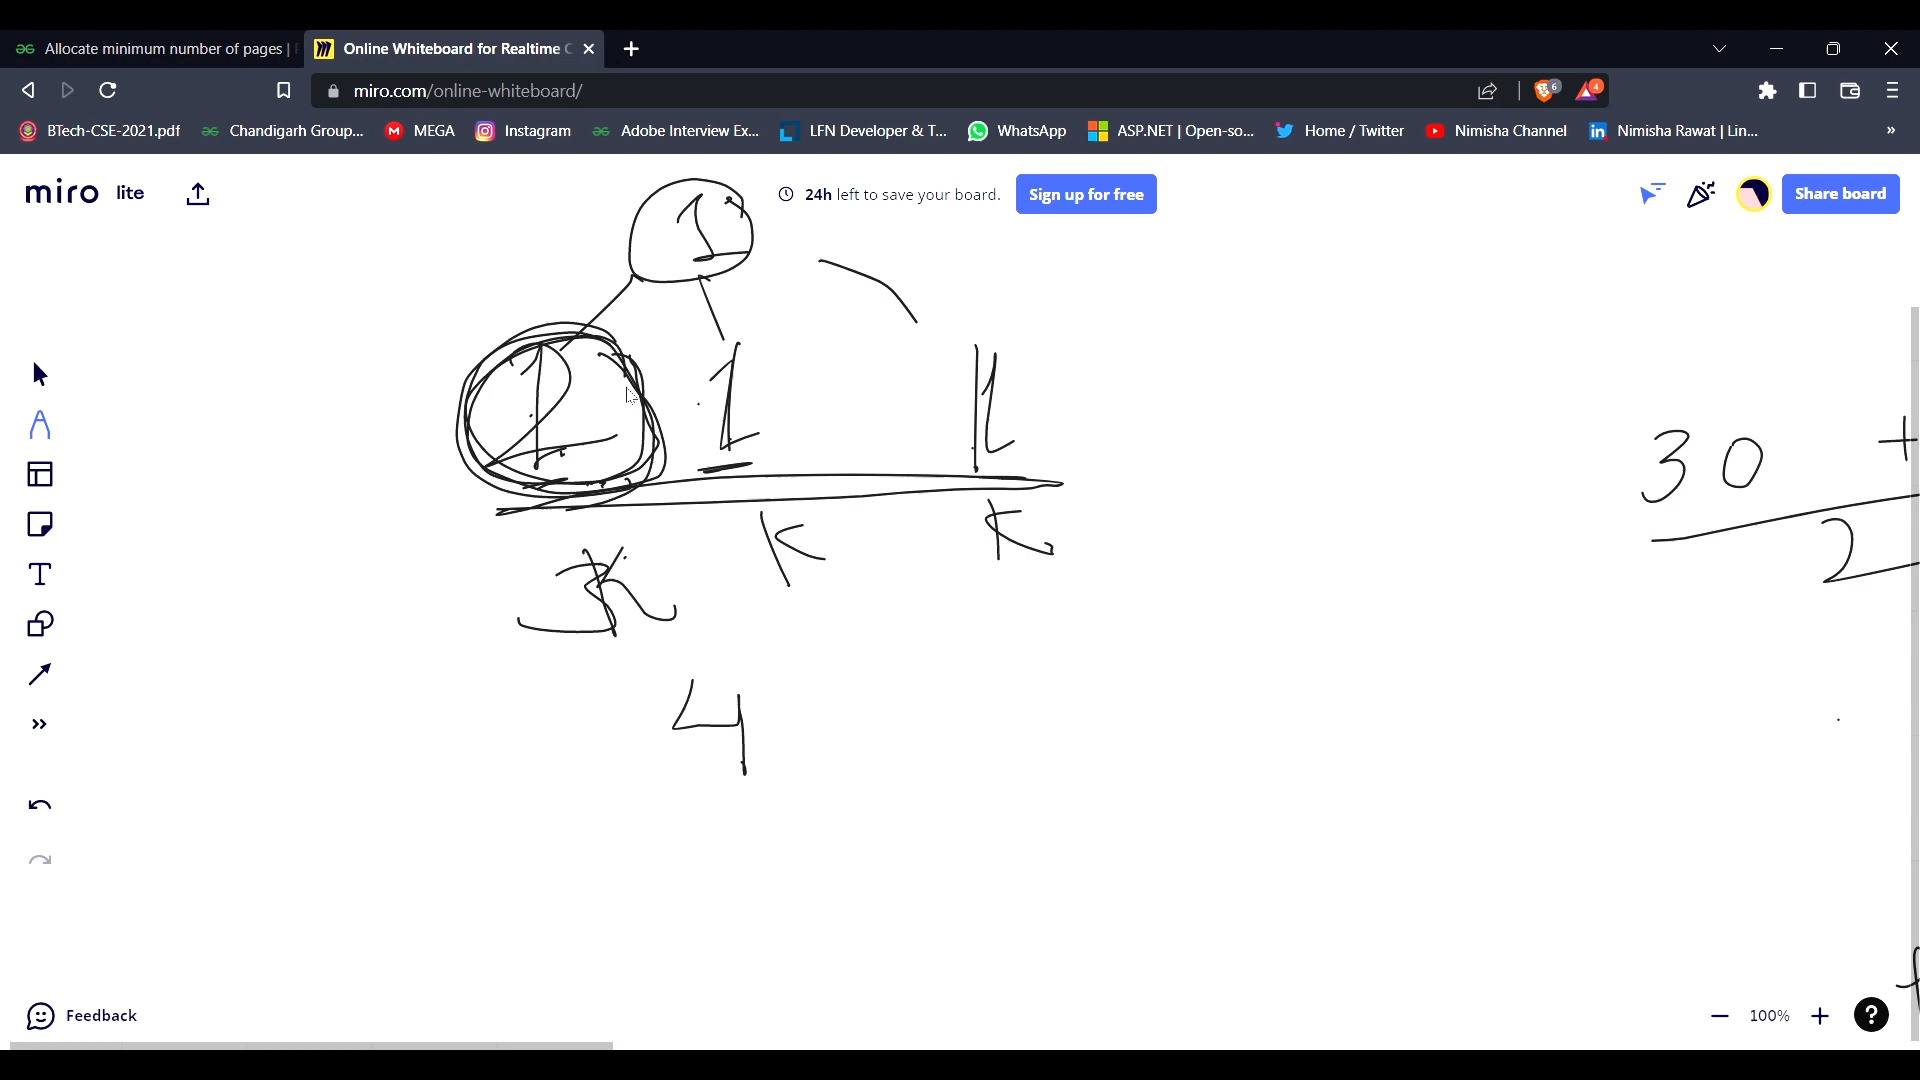 Allocate minimum number of pages |
Online Whiteboard for Realtime C
miro.com/online-whiteboard/
6
4
BTech-CSE-2021.pdf
Chandigarh Group...
MEGA
Instagram
Adobe Interview Ex...
LFN Developer & T...
WhatsApp
ASP.NET | Open-so...
Home / Twitter
Nimisha Channel
Nimisha Rawat | Lin...
»
miro lite
24h left to save your board.
Sign up for free
Share board
1
1
30 +
2
K
K
4
Feedback
100%